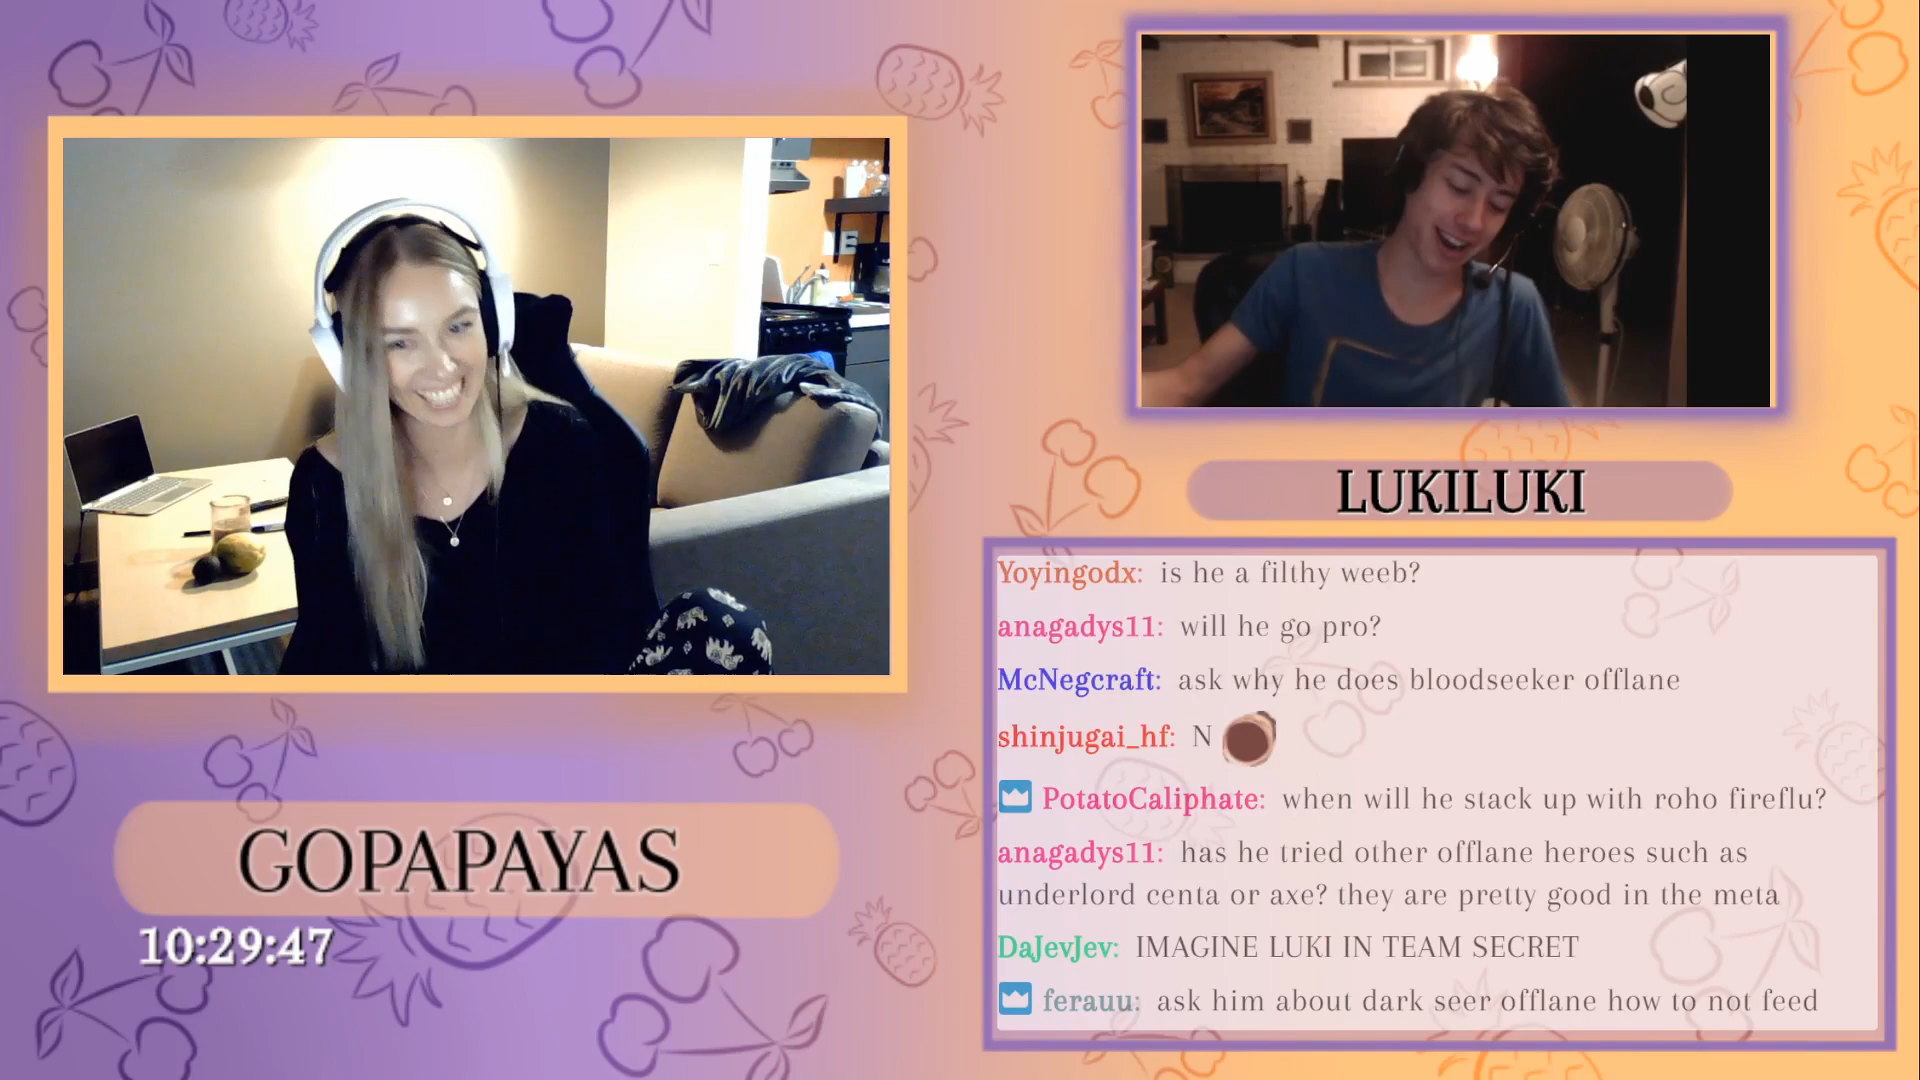 LUKILUKI
Yoyingodx: is he a filthy weeb?
anagadys11: will he go pro?
McNegcraft: ask why he does bloodseeker offlane
shinjugai_hf: N
PotatoCaliphate: when will he stack up with roho fireflu?
anagadys11: has he tried other offlane heroes such as
underlord centa or axe? they are pretty good in the meta
DaJevJev: IMAGINE LUKI IN TEAM SECRET
ferauu: ask him about dark seer offlane how to not feed
GOPAPAYAS
10:29:47